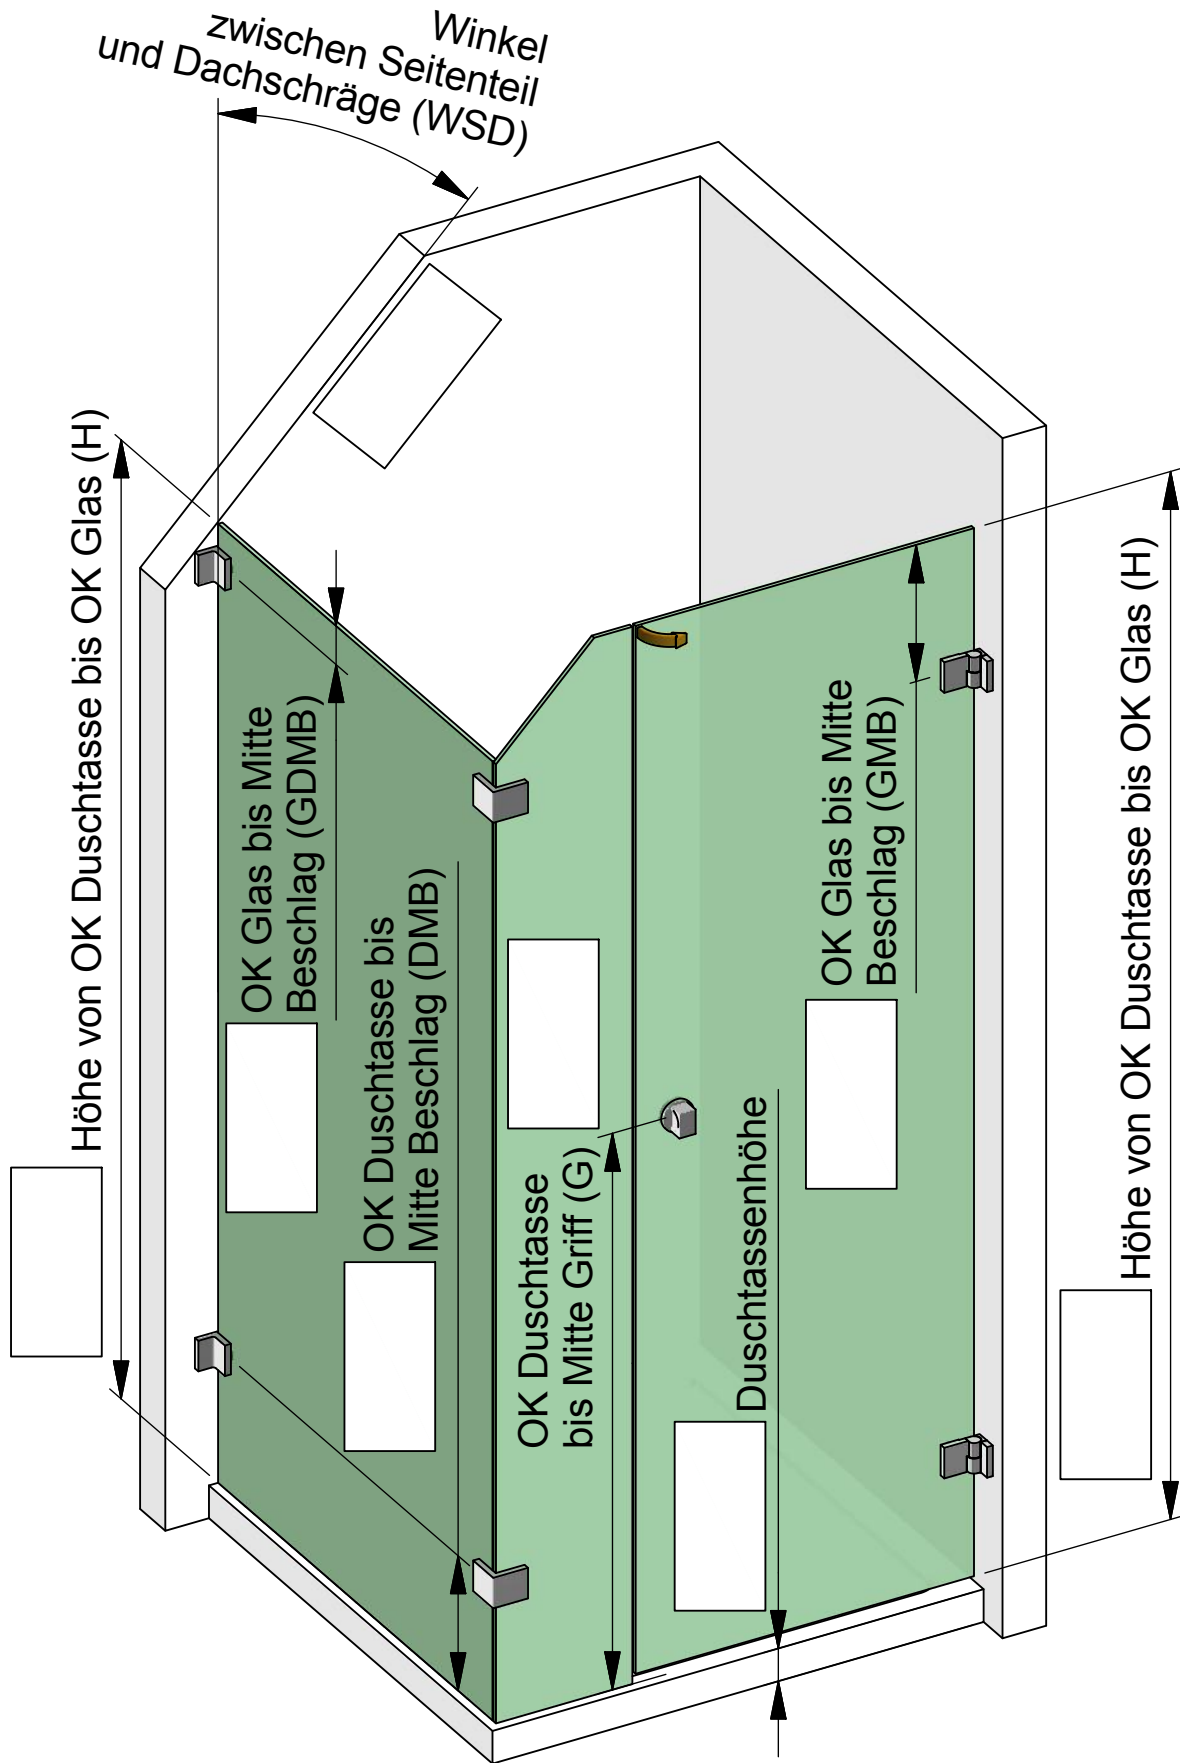 Winkel
zwischen Seitenteil
und Dachschräge (WSD)
Höhe von OK Duschtasse bis OK Glas (H)
OK Glas bis Mitte
Beschlag (GDMB)
OK Duschtasse bis
Mitte Beschlag (DMB)
OK Duschtasse
bis Mitte Griff (G)
Duschtassenhöhe
OK Glas bis Mitte
Beschlag (GMB)
Höhe von OK Duschtasse bis OK Glas (H)